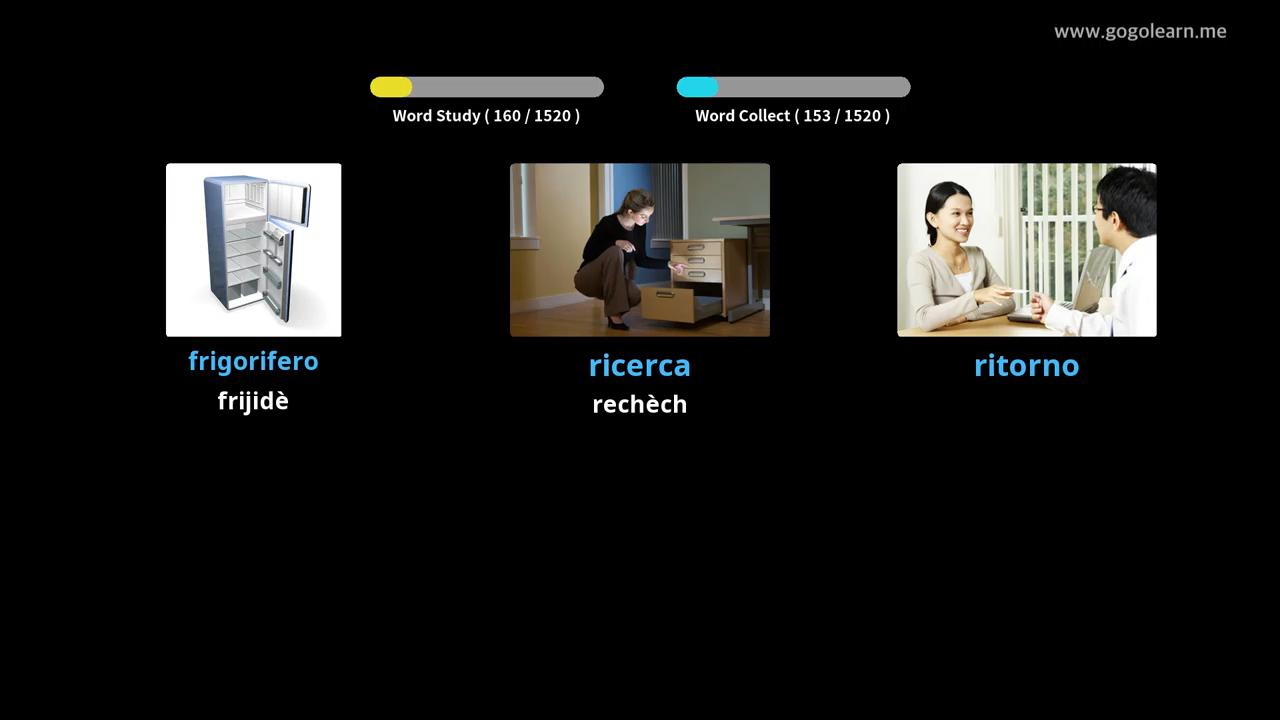 www.gogolearn.me
Word Study ( 160 / 1520 )
Word Collect ( 153 / 1520 )
frigorifero
frijidè
ricerca
rechèch
ritorno